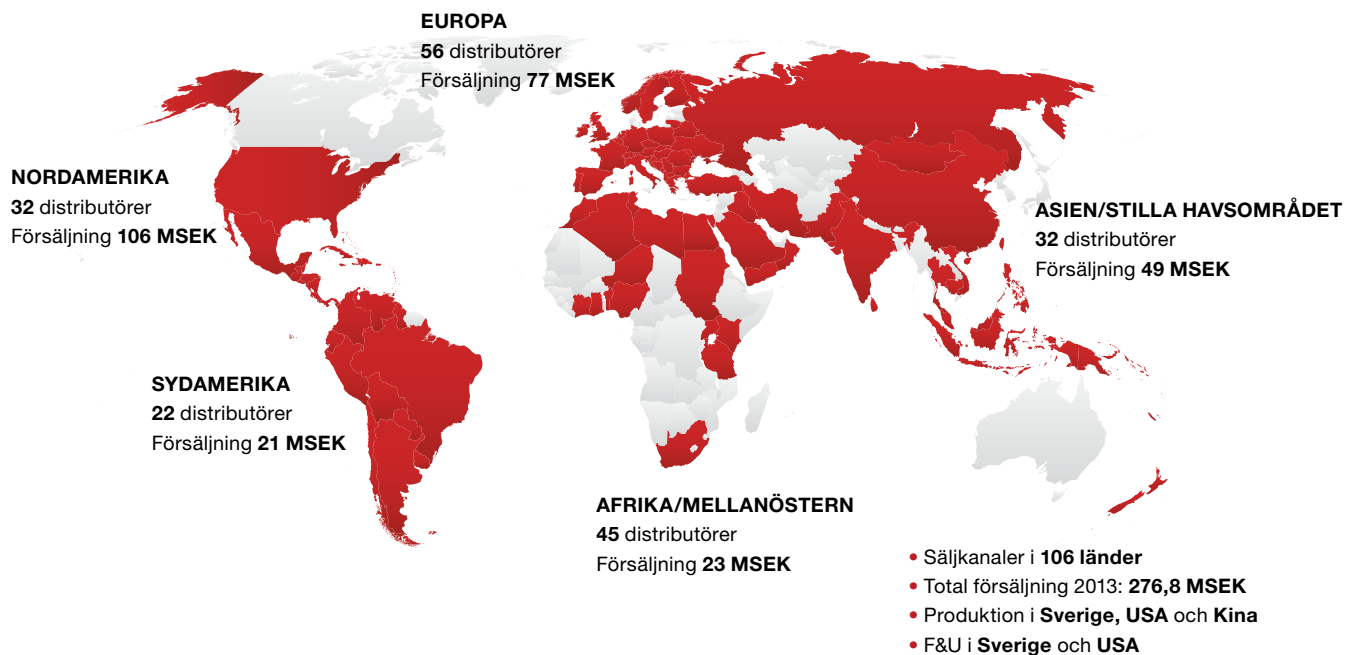 EUROPA
56 distributörer
Försäljning 77 MSEK
NORDAMERIKA
32 distributörer
Försäljning 106 MSEK
ASIEN/STILLA HAVSOMRÅDET
32 distributörer
Försäljning 49 MSEK
SYDAMERIKA
22 distributörer
Försäljning 21 MSEK
AFRIKA/MELLANÖSTERN
45 distributörer
Försäljning 23 MSEK
• Säljkanaler i 106 länder
• Total försäljning 2013: 276,8 MSEK
• Produktion i Sverige, USA och Kina
• F&U i Sverige och USA